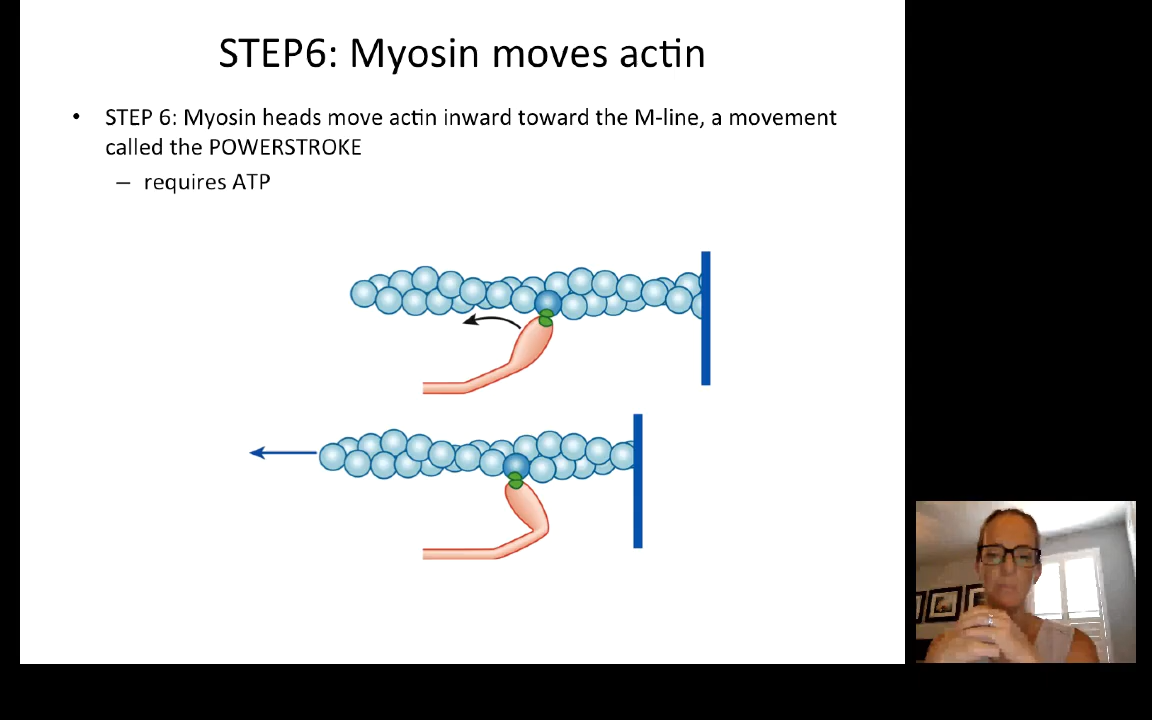 STEP6: Myosin moves actin
• STEP 6: Myosin heads move actin inward toward the M-line, a movement
called the POWERSTROKE
– requires ATP